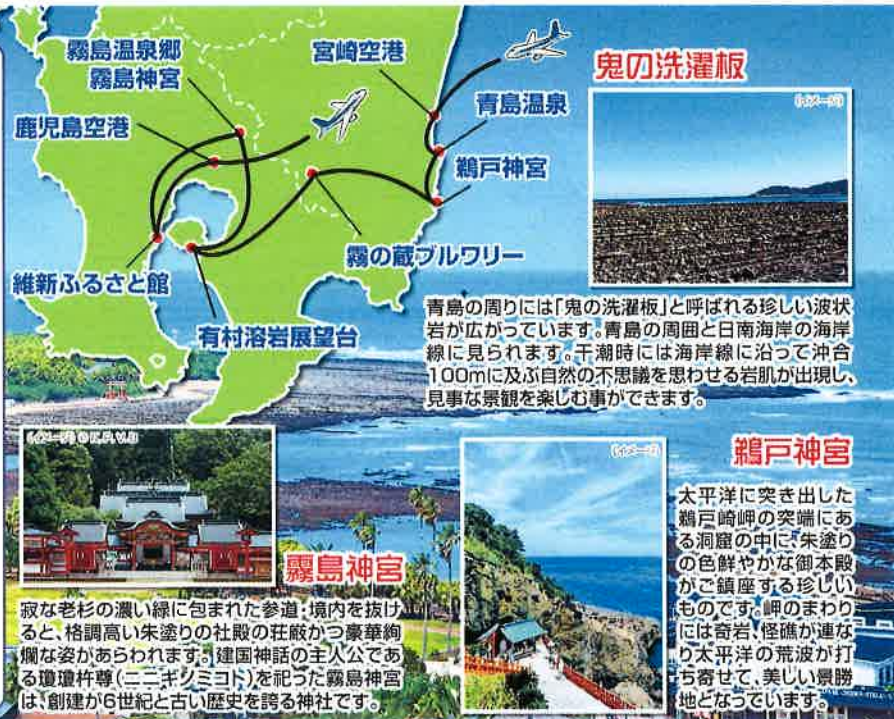 霧島温泉郷
霧島神宮
宮崎空港
鹿児島空港
青島温泉
鵜戸神宮
霧の蔵ブルワリー
維新ふるさと館
有村溶岩展望台
鬼の洗濯板
(イメージ)
青島の周りには「鬼の洗濯板」と呼ばれる珍しい波状
岩が広がっています。青島の周囲と日南海岸の海岸
線に見られます。干潮時には海岸線に沿って沖合
100mに及ぶ自然の不思議を思わせる岩肌が出現し、
見事な景観を楽しむ事ができます。
(イメージ) ©K.P.V.B
霧島神宮
寂な老杉の濃い緑に包まれた参道・境内を抜け
ると、格調高い朱塗りの社殿の荘厳かつ豪華絢
爛な姿があらわれます。建国神話の主人公であ
る瓊瓊杵尊(ニニギノミコト)を祀った霧島神宮
は、創建が6世紀と古い歴史を誇る神社です。
(イメージ)
鵜戸神宮
太平洋に突き出した
鵜戸崎岬の突端にあ
る洞窟の中に、朱塗り
の色鮮やかな御本殿
がご鎮座する珍しい
ものです。岬のまわり
には奇岩、怪礁が連な
り太平洋の荒波が打
ち寄せて、美しい景勝
地となっています。